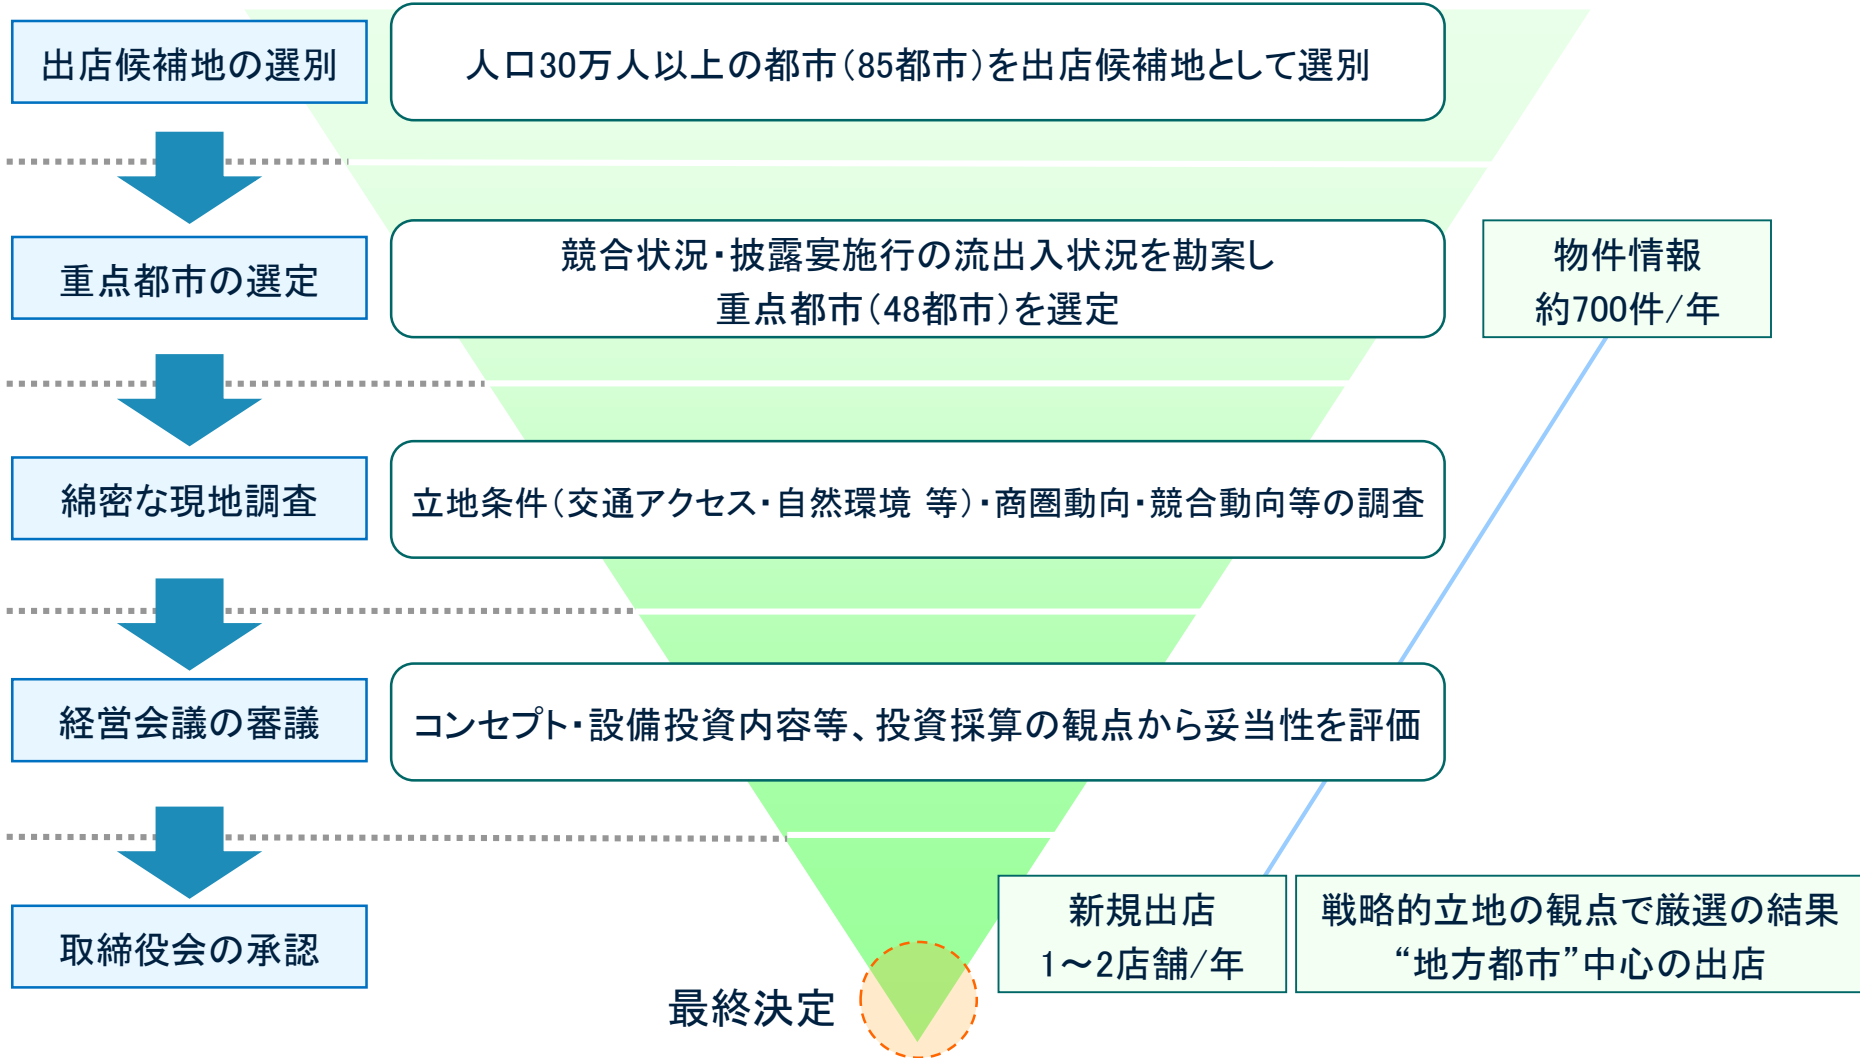 出店候補地の選別
人口30万人以上の都市（85都市）を出店候補地として選別
重点都市の選定
競合状況・披露宴施行の流出入状況を勘案し
重点都市（48都市）を選定
物件情報
約700件/年
綿密な現地調査
立地条件（交通アクセス・自然環境 等）・商圏動向・競合動向等の調査
経営会議の審議
コンセプト・設備投資内容等、投資採算の観点から妥当性を評価
取締役会の承認
新規出店
1～2店舗/年
戦略的立地の観点で厳選の結果
“地方都市”中心の出店
最終決定